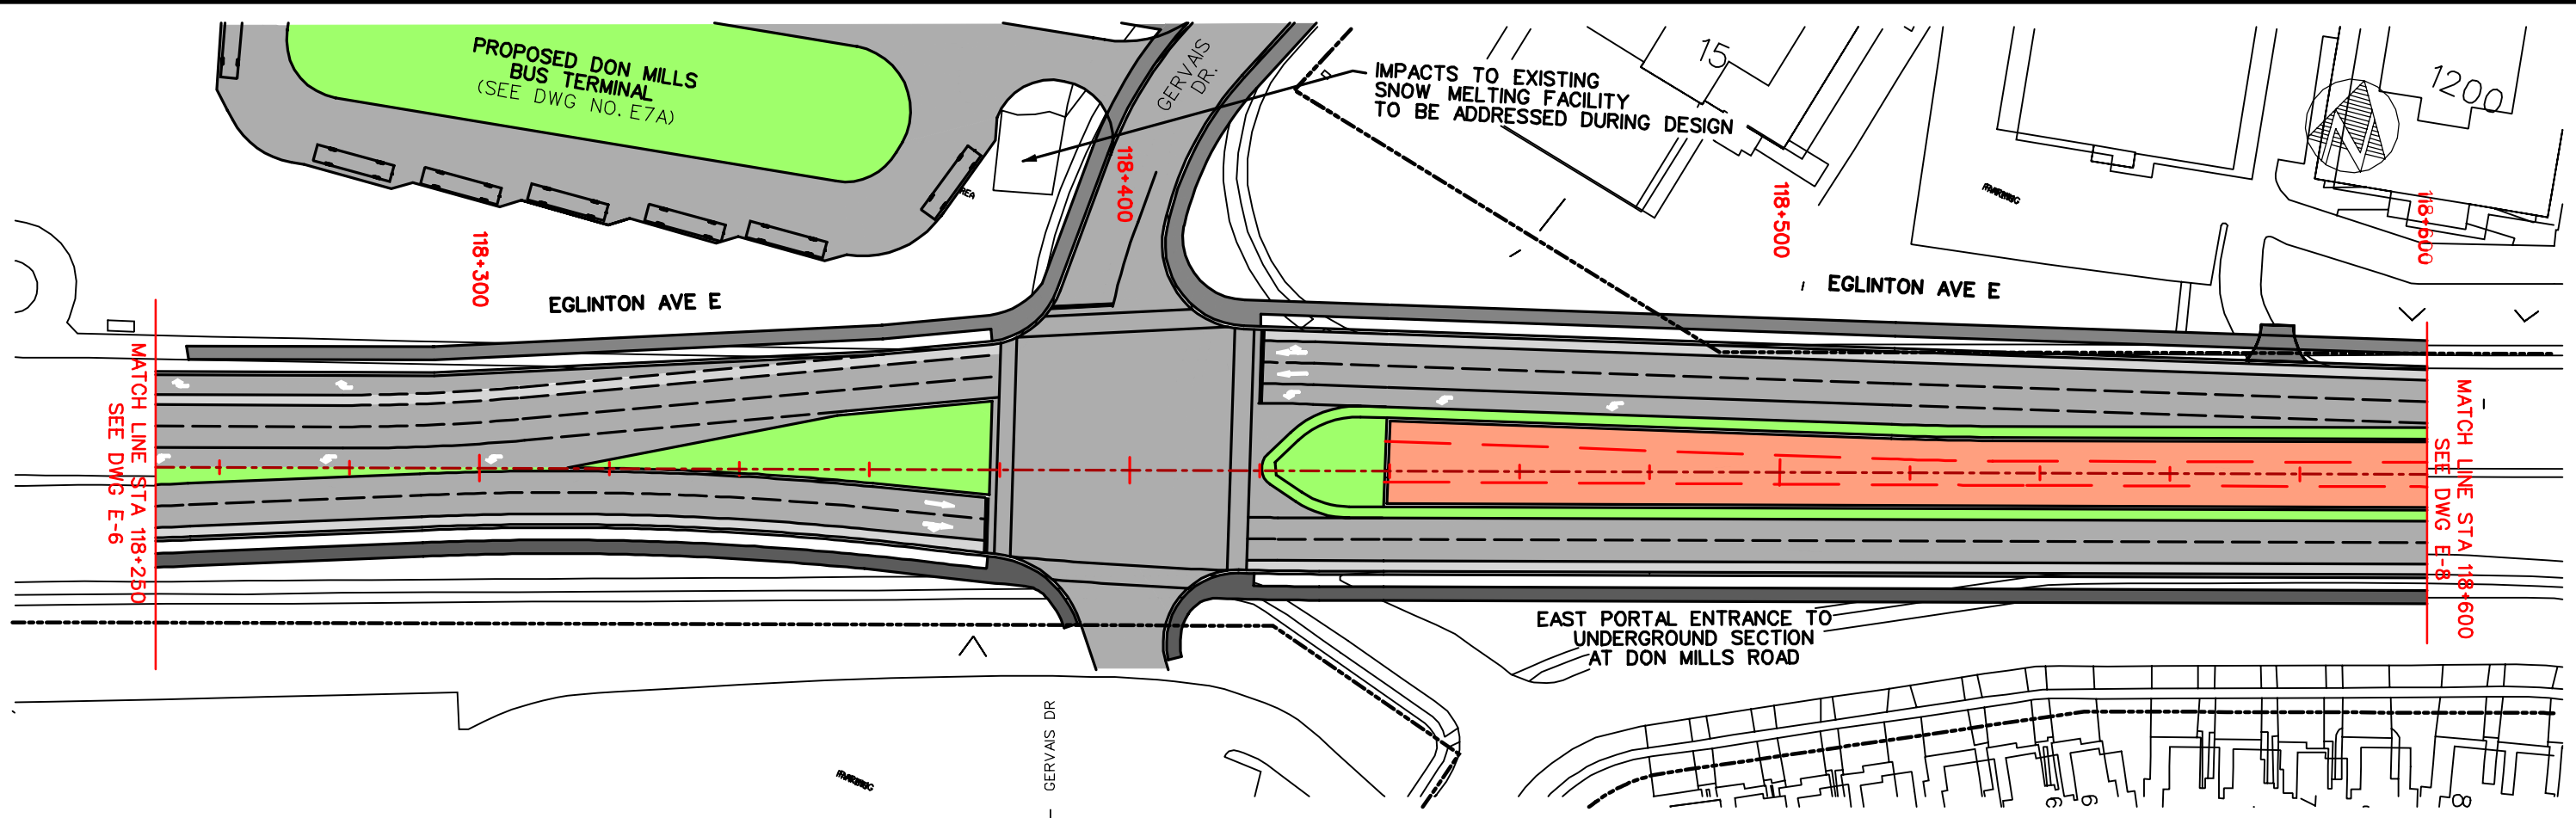 PROPOSED DON MILLS
BUS TERMINAL
(SEE DWG NO. E7A)
GERVAIS
DR.
IMPACTS TO EXISTING
SNOW MELTING FACILITY
TO BE ADDRESSED DURING DESIGN
15
1200
118+300
118+400
118+500
118+600
EGLINTON AVE E
EGLINTON AVE E
MATCH LINE STA 118+250
SEE DWG E-6
MATCH LINE STA 118+600
SEE DWG E-8
EAST PORTAL ENTRANCE TO
UNDERGROUND SECTION
AT DON MILLS ROAD
GERVAIS DR
8